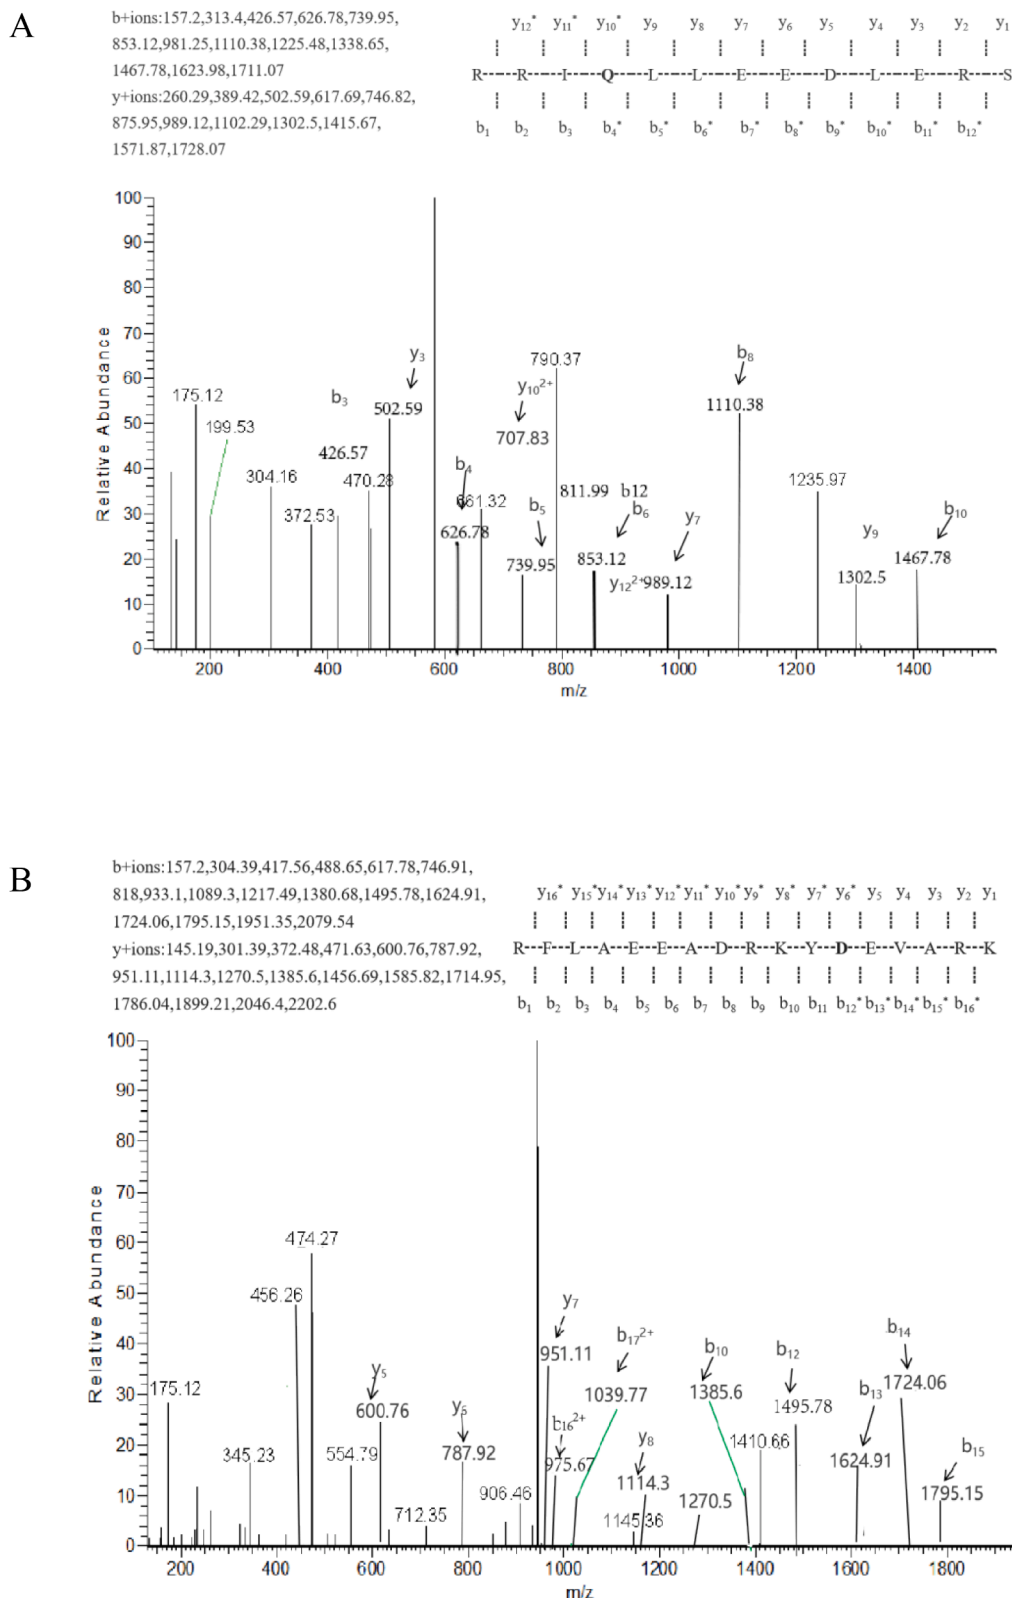 A
b+ions:157.2,313.4,426.57,626.78,739.95,
853.12,981.25,1110.38,1225.48,1338.65,
1467.78,1623.98,1711.07
y+ions:260.29,389.42,502.59,617.69,746.82,
875.95,989.12,1102.29,1302.5,1415.67,
1571.87,1728.07
y12* y11* y10* y9 y8 y7 y6 y5 y4 y3 y2 y1
R---R---I---Q---L---L---E---E---D---L---E---R---S
b1 b2 b3 b4* b5* b6* b7* b8* b9* b10* b11* b12*
Relative Abundance
100
90
80
70
60
50
40
30
20
10
0
175.12
199.53
304.16
372.53
b3
426.57
470.28
y3
502.59
b4
626.78
661.32
y10 2+
707.83
b5
739.95
790.37
811.99 b12
b6
853.12
y12 2+
y7
989.12
b8
1110.38
1235.97
y9
1302.5
b10
1467.78
200 400 600 800 1000 1200 1400
m/z
B
b+ions:157.2,304.39,417.56,488.65,617.78,746.91,
818,933.1,1089.3,1217.49,1380.68,1495.78,1624.91,
1724.06,1795.15,1951.35,2079.54
y+ions:145.19,301.39,372.48,471.63,600.76,787.92,
951.11,1114.3,1270.5,1385.6,1456.69,1585.82,1714.95,
1786.04,1899.21,2046.4,2202.6
y16* y15* y14* y13* y12* y11* y10* y9* y8* y7* y6* y5 y4 y3 y2 y1
R---F---L---A---E---E---A---D---R---K---Y---D---E---V---A---R---K
b1 b2 b3 b4 b5 b6 b7 b8 b9 b10 b11 b12* b13* b14* b15* b16*
Relative Abundance
100
90
80
70
60
50
40
30
20
10
0
175.12
345.23
456.26
474.27
554.79
y5
600.76
712.35
y6
787.92
906.46
y7
951.11
b16 2+
975.67
b17 2+
1039.77
y8
1114.3
1145.36
1270.5
b10
1385.6
1410.66
b12
1495.78
b13
1624.91
b14
1724.06
b15
1795.15
200 400 600 800 1000 1200 1400 1600 1800
m/z